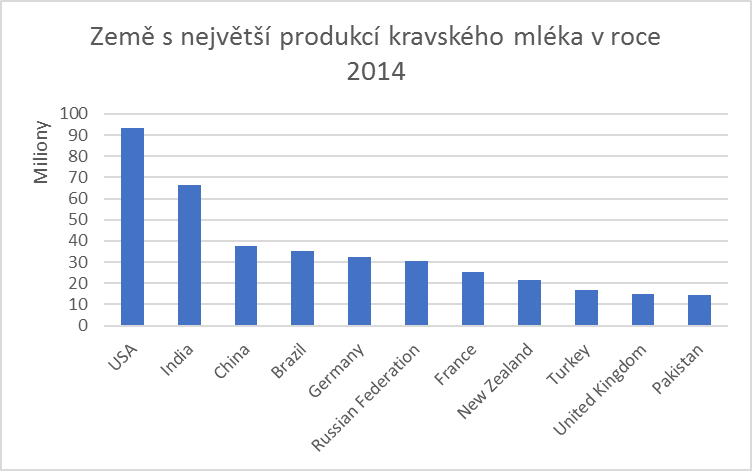 Země s největší produkcí kravského mléka v roce
2014
Miliony
100
90
80
70
60
50
40
30
20
10
0
USA
India
China
Brazil
Germany
Russian Federation
France
New Zealand
Turkey
United Kingdom
Pakistan